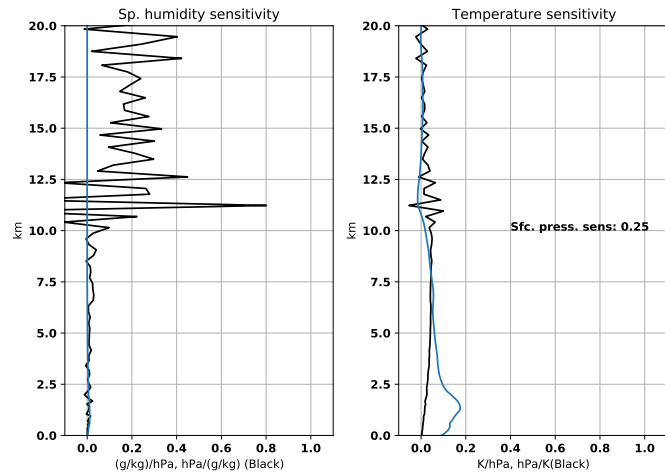 Sp. humidity sensitivity
20.0
17.5
15.0
12.5
10.0
7.5
5.0
2.5
0.0
km
0.0 0.2 0.4 0.6 0.8 1.0
(g/kg)/hPa, hPa/(g/kg) (Black)
Temperature sensitivity
20.0
17.5
15.0
12.5
10.0
7.5
5.0
2.5
0.0
km
Sfc. press. sens: 0.25
0.0 0.2 0.4 0.6 0.8 1.0
K/hPa, hPa/K(Black)